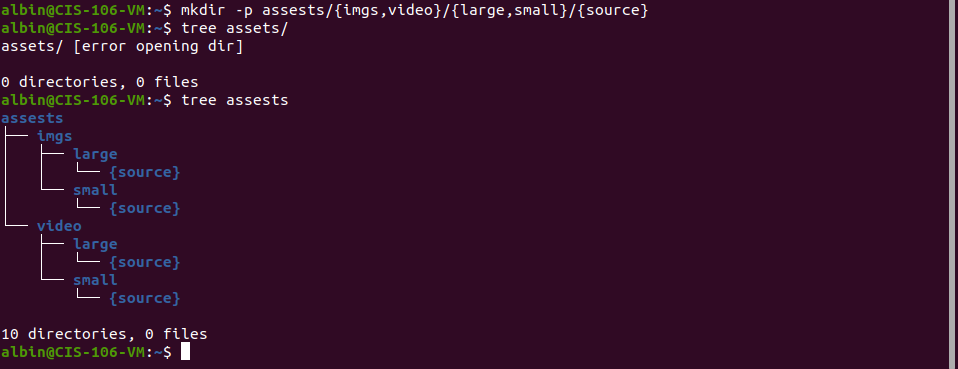 albin@CIS-106-VM:~$ mkdir -p assests/{imgs,video}/{large,small}/{source}
albin@CIS-106-VM:~$ tree assets/
assets/ [error opening dir]
0 directories, 0 files
albin@CIS-106-VM:~$ tree assests
assests
├── imgs
│   ├── large
│   │   └── {source}
│   └── small
│       └── {source}
└── video
    ├── large
    │   └── {source}
    └── small
        └── {source}
10 directories, 0 files
albin@CIS-106-VM:~$